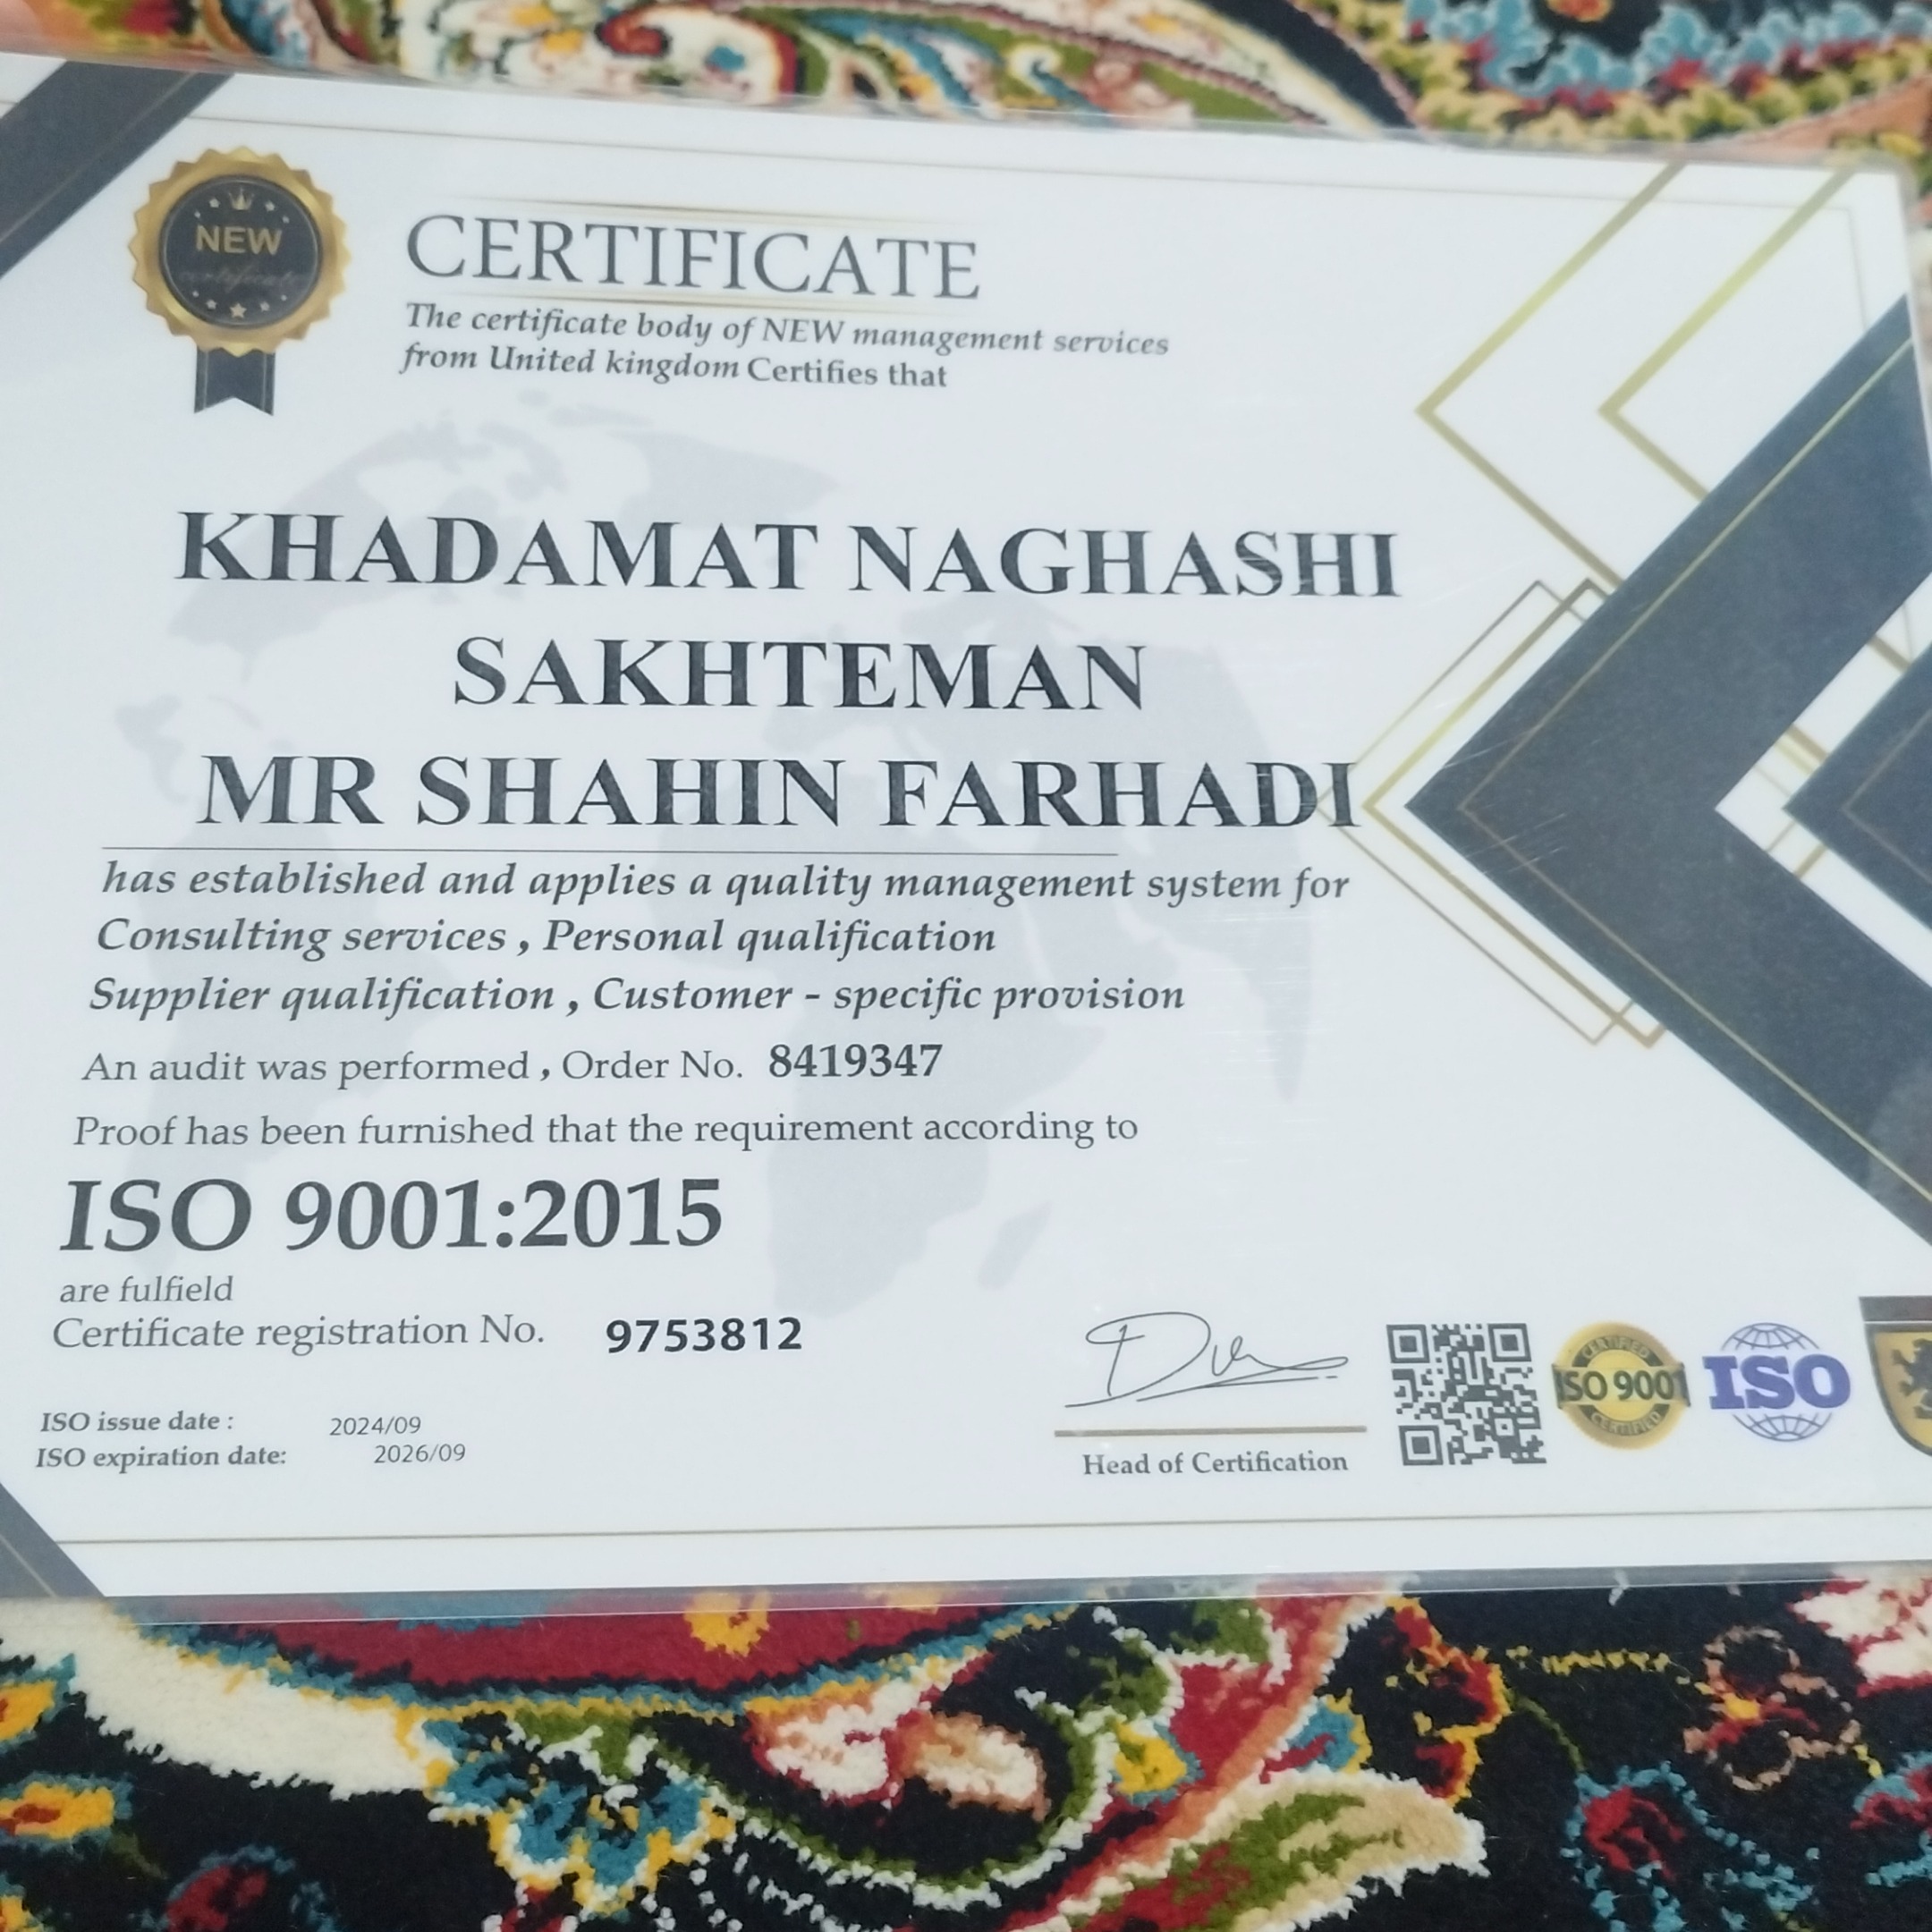 NEW
certificate
CERTIFICATE
The certificate body of NEW management services
from United kingdom Certifies that
KHADAMAT NAGHASHI
SAKHTEMAN
MR SHAHIN FARHADI
has established and applies a quality management system for
Consulting services , Personal qualification
Supplier qualification , Customer - specific provision
An audit was performed , Order No. 8419347
Proof has been furnished that the requirement according to
ISO 9001:2015
are fulfield
Certificate registration No. 9753812
ISO issue date : 2024/09
ISO expiration date: 2026/09
Head of Certification
CERTIFIED
ISO 9001
CERTIFIED
ISO